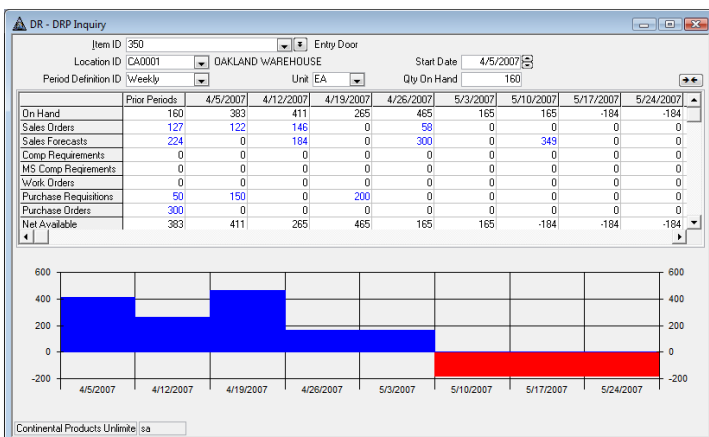 DR - DRP Inquiry
Item ID 350 Entry Door
Location ID CA0001 OAKLAND WAREHOUSE Start Date 4/5/2007
Period Definition ID Weekly Unit EA Qty On Hand 160
Prior Periods 4/5/2007 4/12/2007 4/19/2007 4/26/2007 5/3/2007 5/10/2007 5/17/2007 5/24/2007
On Hand 160 383 411 265 465 165 165 -184 -184
Sales Orders 127 122 146 0 58 0 0 0 0
Sales Forecasts 224 0 184 0 300 0 349 0 0
Comp Requirements 0 0 0 0 0 0 0 0 0
MS Comp Reqirements 0 0 0 0 0 0 0 0 0
Work Orders 0 0 0 0 0 0 0 0 0
Purchase Requisitions 50 150 0 200 0 0 0 0 0
Purchase Orders 300 0 0 0 0 0 0 0 0
Net Available 383 411 265 465 165 165 -184 -184 -184
600 600
400 400
200 200
0 0
-200 -200
4/5/2007 4/12/2007 4/19/2007 4/26/2007 5/3/2007 5/10/2007 5/17/2007 5/24/2007
Continental Products Unlimite sa